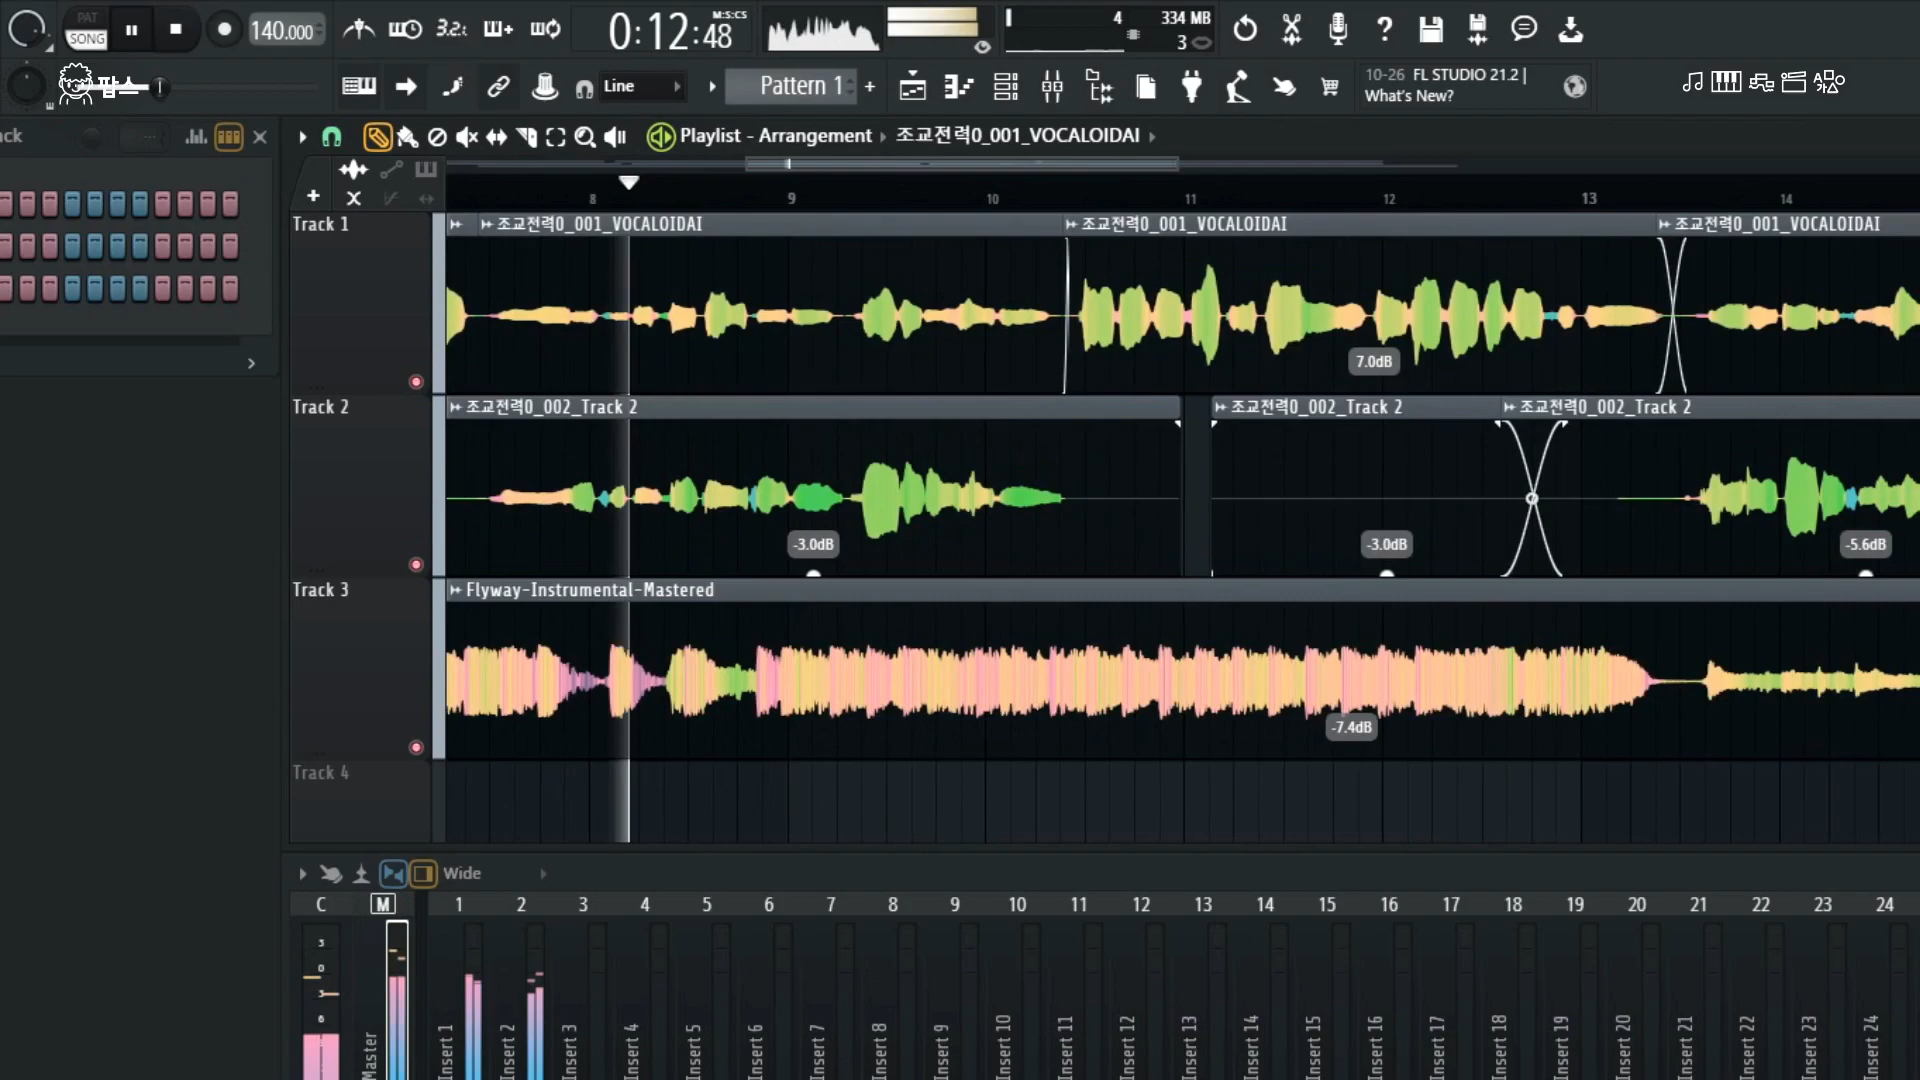 PAT
SONG
140.000
3.2:
0:12:48
M:S:CS
4
334 MB
3
팝스
Line
Pattern 1
10-26 FL STUDIO 21.2 |
What's New?
ck
Playlist - Arrangement
조교전력0_001_VOCALOIDAI
8 9 10 11 12 13 14
Track 1
조교전력0_001_VOCALOIDAI
조교전력0_001_VOCALOIDAI
조교전력0_001_VOCALOIDAI
7.0dB
Track 2
조교전력0_002_Track 2
조교전력0_002_Track 2
조교전력0_002_Track 2
-3.0dB
-3.0dB
-5.6dB
Track 3
Flyway-Instrumental-Mastered
-7.4dB
Track 4
Wide
C M 1 2 3 4 5 6 7 8 9 10 11 12 13 14 15 16 17 18 19 20 21 22 23 24
3
0
3
6
Master
Insert 1
Insert 2
Insert 3
Insert 4
Insert 5
Insert 6
Insert 7
Insert 8
Insert 9
Insert 10
Insert 11
Insert 12
Insert 13
Insert 14
Insert 15
Insert 16
Insert 17
Insert 18
Insert 19
Insert 20
Insert 21
Insert 22
Insert 23
Insert 24